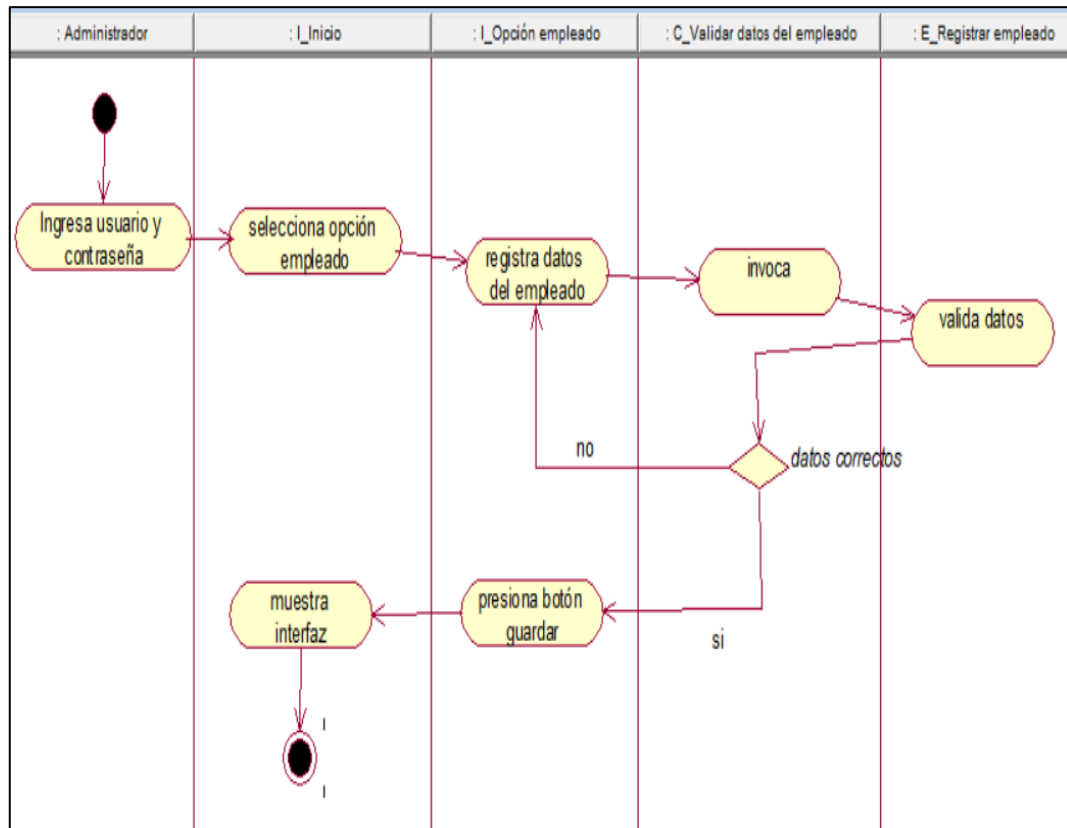 : Administrador
: I_Inicio
: I_Opción empleado
: C_Validar datos del empleado
: E_Registrar empleado
Ingresa usuario y
contraseña
selecciona opción
empleado
registra datos
del empleado
invoca
valida datos
no
datos correctos
muestra
interfaz
presiona botón
guardar
si